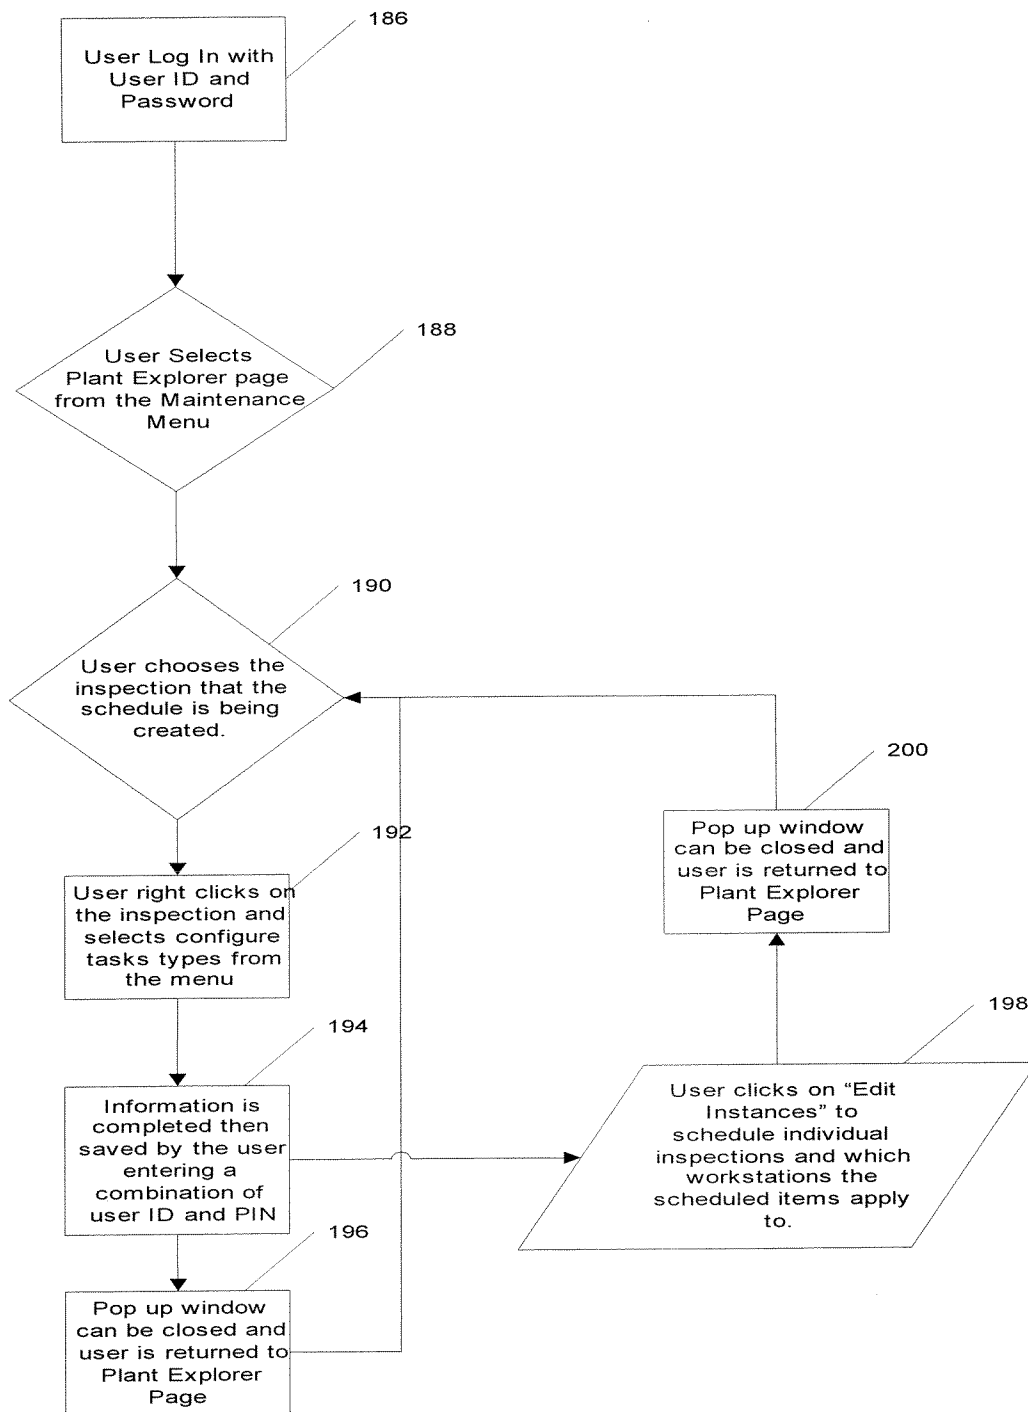 186
User Log In with
User ID and
Password
188
User Selects
Plant Explorer page
from the Maintenance
Menu
190
User chooses the
inspection that the
schedule is being
created.
192
User right clicks on
the inspection and
selects configure
tasks types from
the menu
194
Information is
completed then
saved by the user
entering a
combination of
user ID and PIN
196
Pop up window
can be closed and
user is returned to
Plant Explorer
Page
198
User clicks on “Edit
Instances” to
schedule individual
inspections and which
workstations the
scheduled items apply
to.
200
Pop up window
can be closed and
user is returned to
Plant Explorer
Page